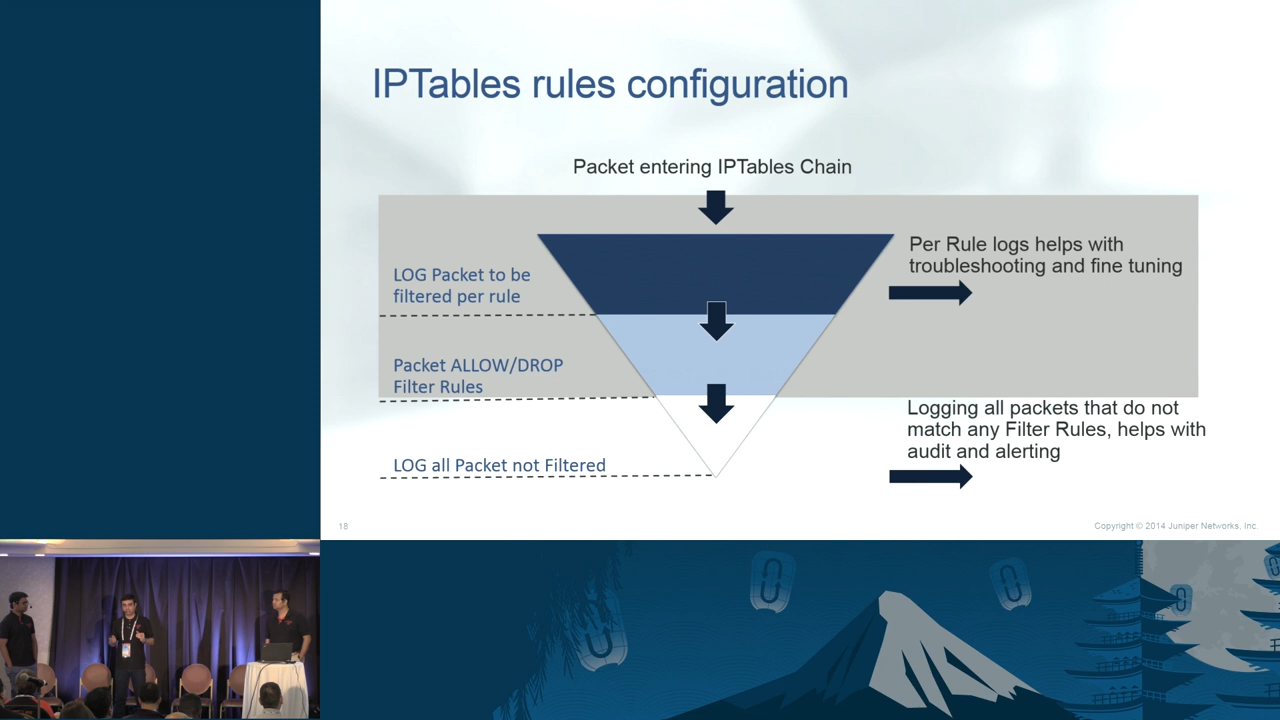 IPTables rules configuration
Packet entering IPTables Chain
LOG Packet to be
filtered per rule
Per Rule logs helps with
troubleshooting and fine tuning
Packet ALLOW/DROP
Filter Rules
Logging all packets that do not
match any Filter Rules, helps with
audit and alerting
LOG all Packet not Filtered
18
Copyright © 2014 Juniper Networks, Inc.